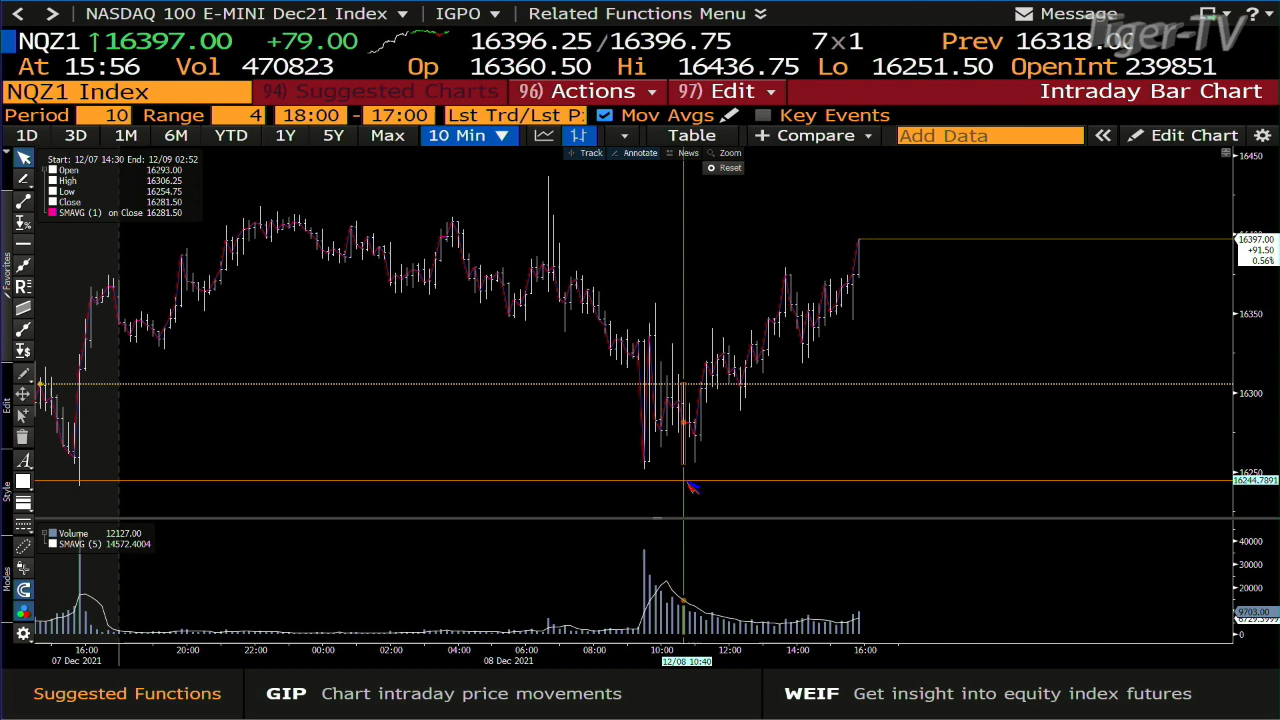 NASDAQ 100 E-MINI Dec21 Index IGPO Related Functions Menu Message ?
Tiger-TV
NQZ1 ↑16397.00 +79.00 16396.25/16396.75 7×1 Prev 16318.00
At 15:56 Vol 470823 Op 16360.50 Hi 16436.75 Lo 16251.50 OpenInt 239851
NQZ1 Index 94) Suggested Charts 96) Actions 97) Edit Intraday Bar Chart
Period 10 Range 4 18:00 - 17:00 Lst Trd/Lst P: Mov Avgs Key Events
1D 3D 1M 6M YTD 1Y 5Y Max 10 Min ▼ Table + Compare Add Data « Edit Chart
Track Annotate News Zoom
Reset
Start: 12/07 14:30 End: 12/09 02:52
Open 16293.00
High 16306.25
Low 16254.75
Close 16281.50
SMAVG (1) on Close 16281.50
16450
16397.00
+91.50
0.56%
16350
16300
16250
16244.7891
Favorites
Edit
Style
Modes
Volume 12127.00
SMAVG (5) 14572.4004
40000
30000
20000
9703.00
0
16:00 20:00 22:00 00:00 02:00 04:00 06:00 08:00 10:00 12:00 14:00 16:00
07 Dec 2021 08 Dec 2021 12/08 10:40
Suggested Functions GIP Chart intraday price movements WEIF Get insight into equity index futures